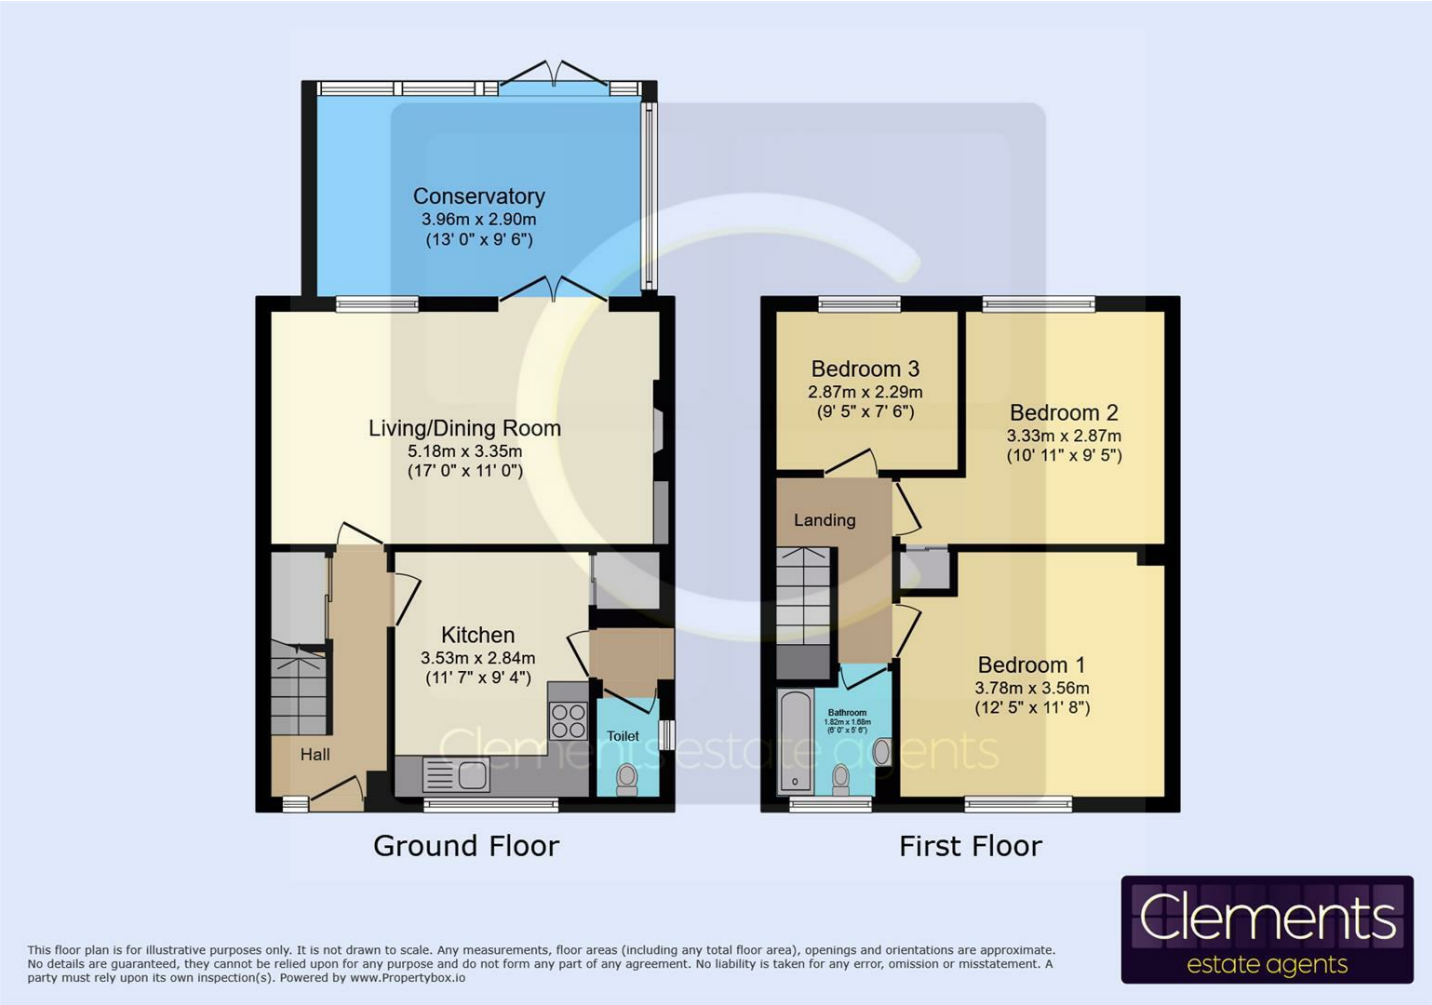 Conservatory
3.96m x 2.90m
(13' 0" x 9' 6")
Living/Dining Room
5.18m x 3.35m
(17' 0" x 11' 0")
Kitchen
3.53m x 2.84m
(11' 7" x 9' 4")
Toilet
Hall
Ground Floor
Bedroom 3
2.87m x 2.29m
(9' 5" x 7' 6")
Bedroom 2
3.33m x 2.87m
(10' 11" x 9' 5")
Landing
Bedroom 1
3.78m x 3.56m
(12' 5" x 11' 8")
Bathroom
1.82m x 1.68m
(6' 0" x 5' 6")
First Floor
Clements estate agents
Clements
estate agents
This floor plan is for illustrative purposes only. It is not drawn to scale. Any measurements, floor areas (including any total floor area), openings and orientations are approximate.
No details are guaranteed, they cannot be relied upon for any purpose and do not form any part of any agreement. No liability is taken for any error, omission or misstatement. A
party must rely upon its own inspection(s). Powered by www.Propertybox.io